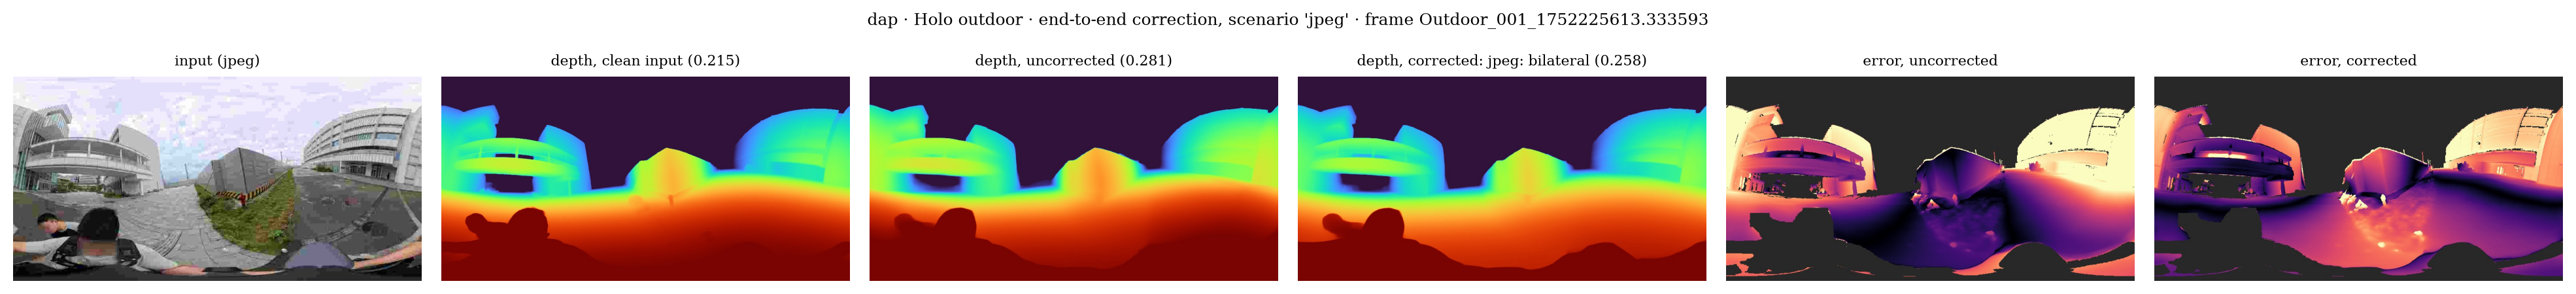 dap · Holo outdoor · end-to-end correction, scenario 'jpeg' · frame Outdoor_001_1752225613.333593
input (jpeg)
depth, clean input (0.215)
depth, uncorrected (0.281)
depth, corrected: jpeg: bilateral (0.258)
error, uncorrected
error, corrected